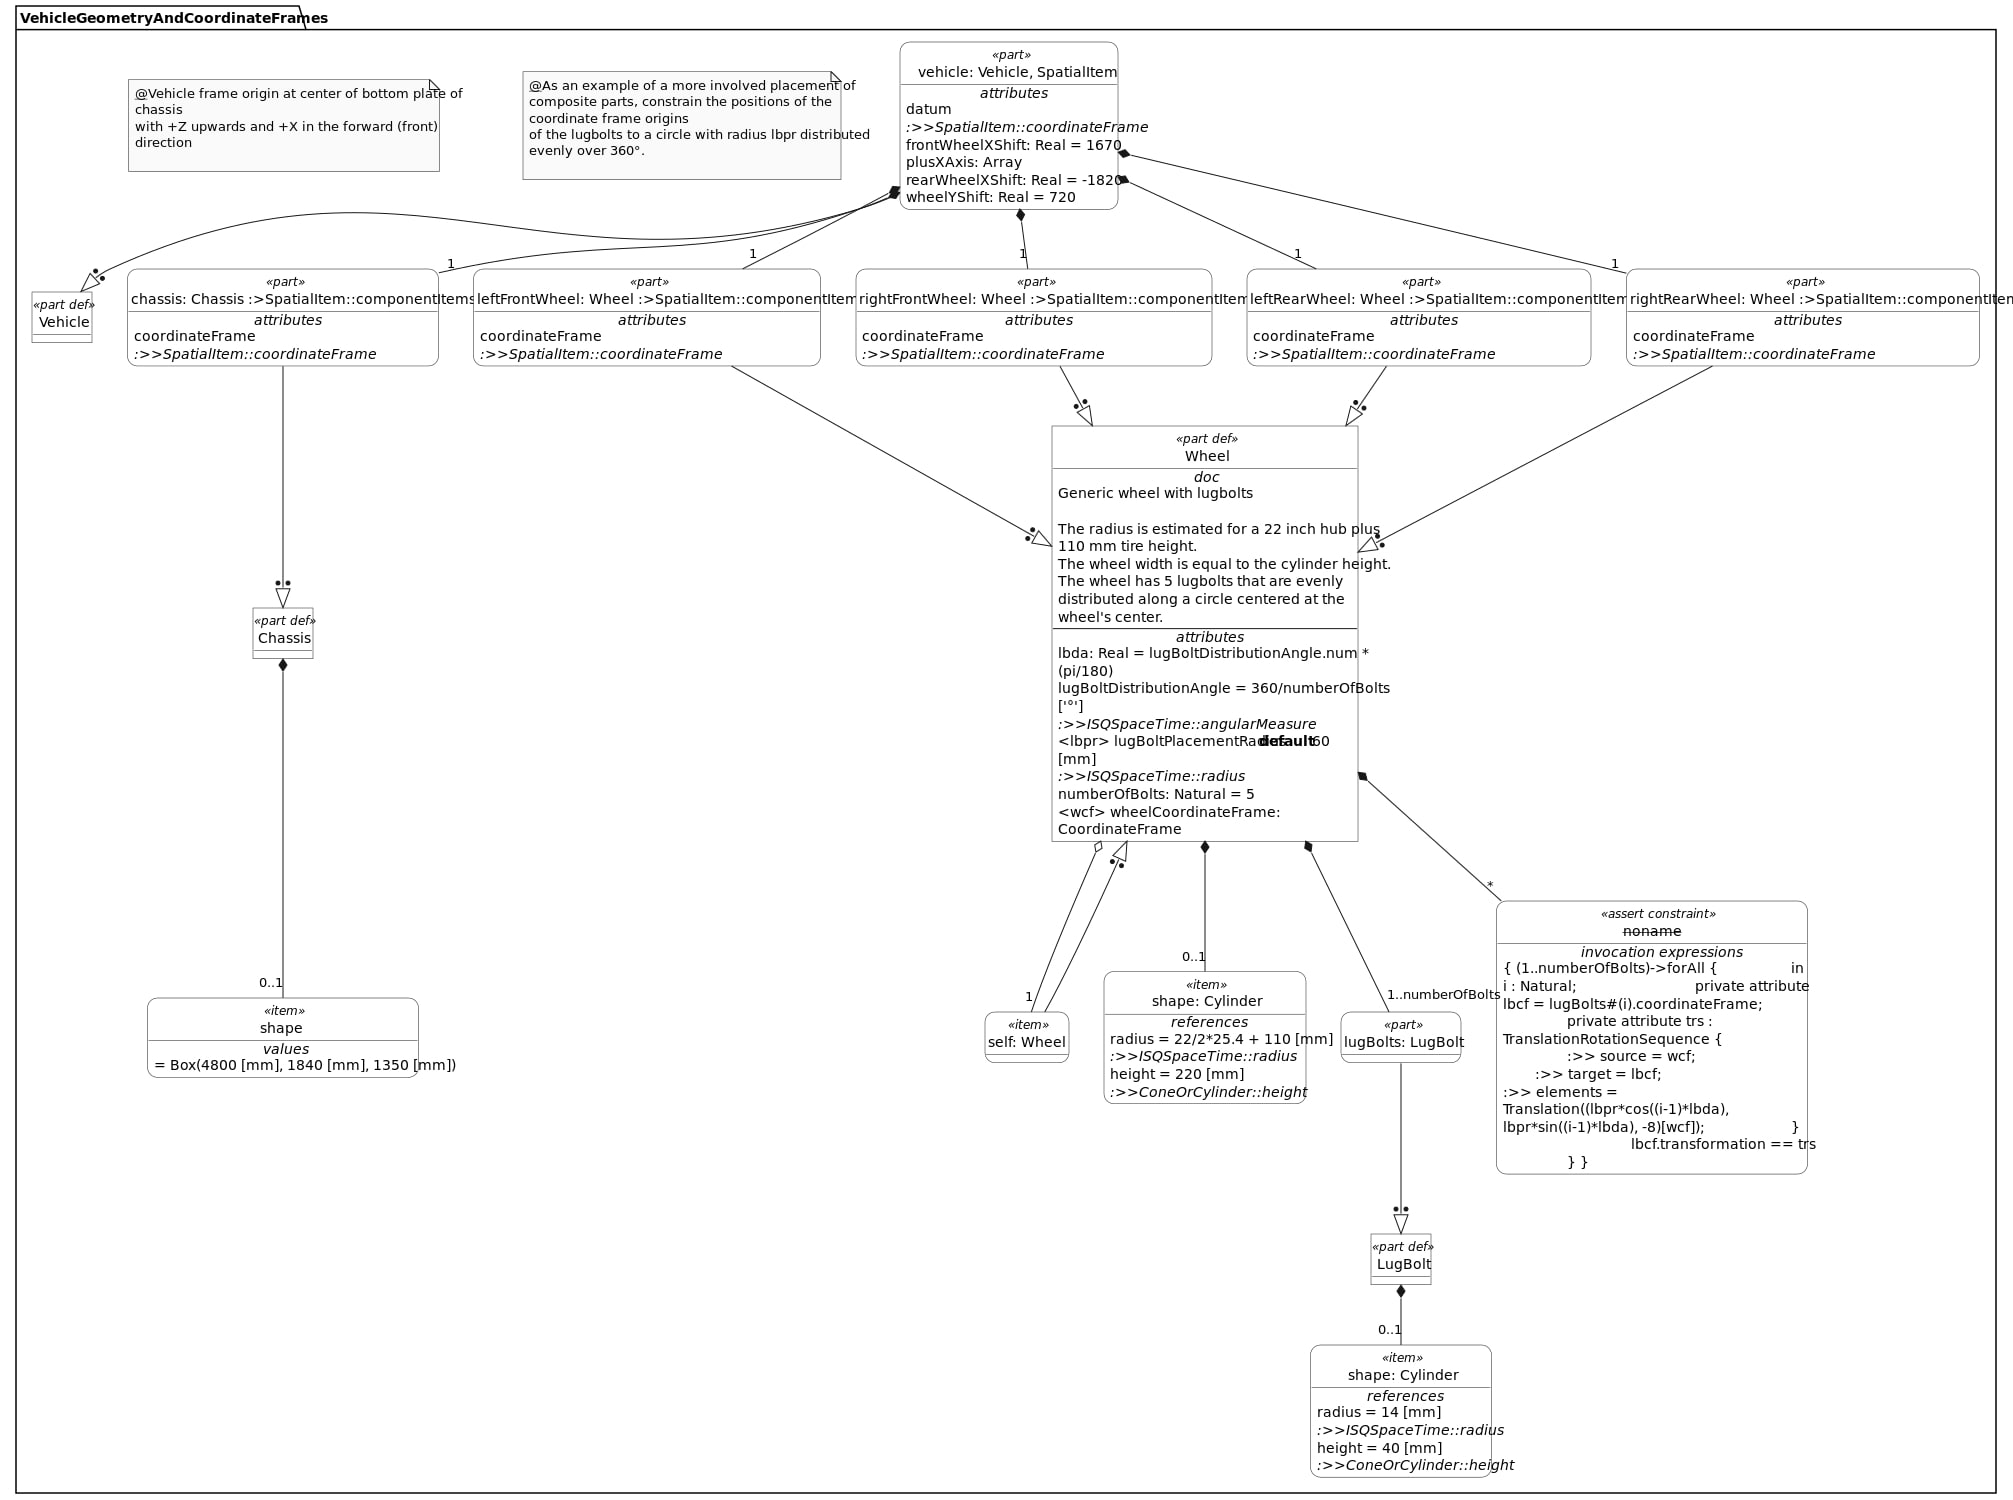 VehicleGeometryAndCoordinateFrames
«part»
vehicle: Vehicle, SpatialItem
attributes
datum
:>>SpatialItem::coordinateFrame
frontWheelXShift: Real = 1670
plusXAxis: Array
rearWheelXShift: Real = -1820
wheelYShift: Real = 720
@Vehicle frame origin at center of bottom plate of
chassis
with +Z upwards and +X in the forward (front)
direction
@As an example of a more involved placement of
composite parts, constrain the positions of the
coordinate frame origins
of the lugbolts to a circle with radius lbpr distributed
evenly over 360°.
1
1
1
1
1
«part def»
Vehicle
«part»
chassis: Chassis :>SpatialItem::componentItems
attributes
coordinateFrame
:>>SpatialItem::coordinateFrame
«part»
leftFrontWheel: Wheel :>SpatialItem::componentItem
attributes
coordinateFrame
:>>SpatialItem::coordinateFrame
«part»
rightFrontWheel: Wheel :>SpatialItem::componentItem
attributes
coordinateFrame
:>>SpatialItem::coordinateFrame
«part»
leftRearWheel: Wheel :>SpatialItem::componentItem
attributes
coordinateFrame
:>>SpatialItem::coordinateFrame
«part»
rightRearWheel: Wheel :>SpatialItem::componentItem
attributes
coordinateFrame
:>>SpatialItem::coordinateFrame
«part def»
Wheel
doc
Generic wheel with lugbolts
The radius is estimated for a 22 inch hub plus
110 mm tire height.
The wheel width is equal to the cylinder height.
The wheel has 5 lugbolts that are evenly
distributed along a circle centered at the
wheel's center.
attributes
lbda: Real = lugBoltDistributionAngle.num *
(pi/180)
lugBoltDistributionAngle = 360/numberOfBolts
['°']
:>>ISQSpaceTime::angularMeasure
<lbpr> lugBoltPlacementRadius default 60
[mm]
:>>ISQSpaceTime::radius
numberOfBolts: Natural = 5
<wcf> wheelCoordinateFrame:
CoordinateFrame
«part def»
Chassis
0..1
«item»
shape
values
= Box(4800 [mm], 1840 [mm], 1350 [mm])
1
«item»
self: Wheel
0..1
«item»
shape: Cylinder
references
radius = 22/2*25.4 + 110 [mm]
:>>ISQSpaceTime::radius
height = 220 [mm]
:>>ConeOrCylinder::height
1..numberOfBolts
«part»
lugBolts: LugBolt
*
«assert constraint»
noname
invocation expressions
{ (1..numberOfBolts)->forAll { in
i : Natural; private attribute
lbcf = lugBolts#(i).coordinateFrame;
private attribute trs :
TranslationRotationSequence {
:>> source = wcf;
:>> target = lbcf;
:>> elements =
Translation((lbpr*cos((i-1)*lbda),
lbpr*sin((i-1)*lbda), -8)[wcf]); }
lbcf.transformation == trs
} }
«part def»
LugBolt
0..1
«item»
shape: Cylinder
references
radius = 14 [mm]
:>>ISQSpaceTime::radius
height = 40 [mm]
:>>ConeOrCylinder::height